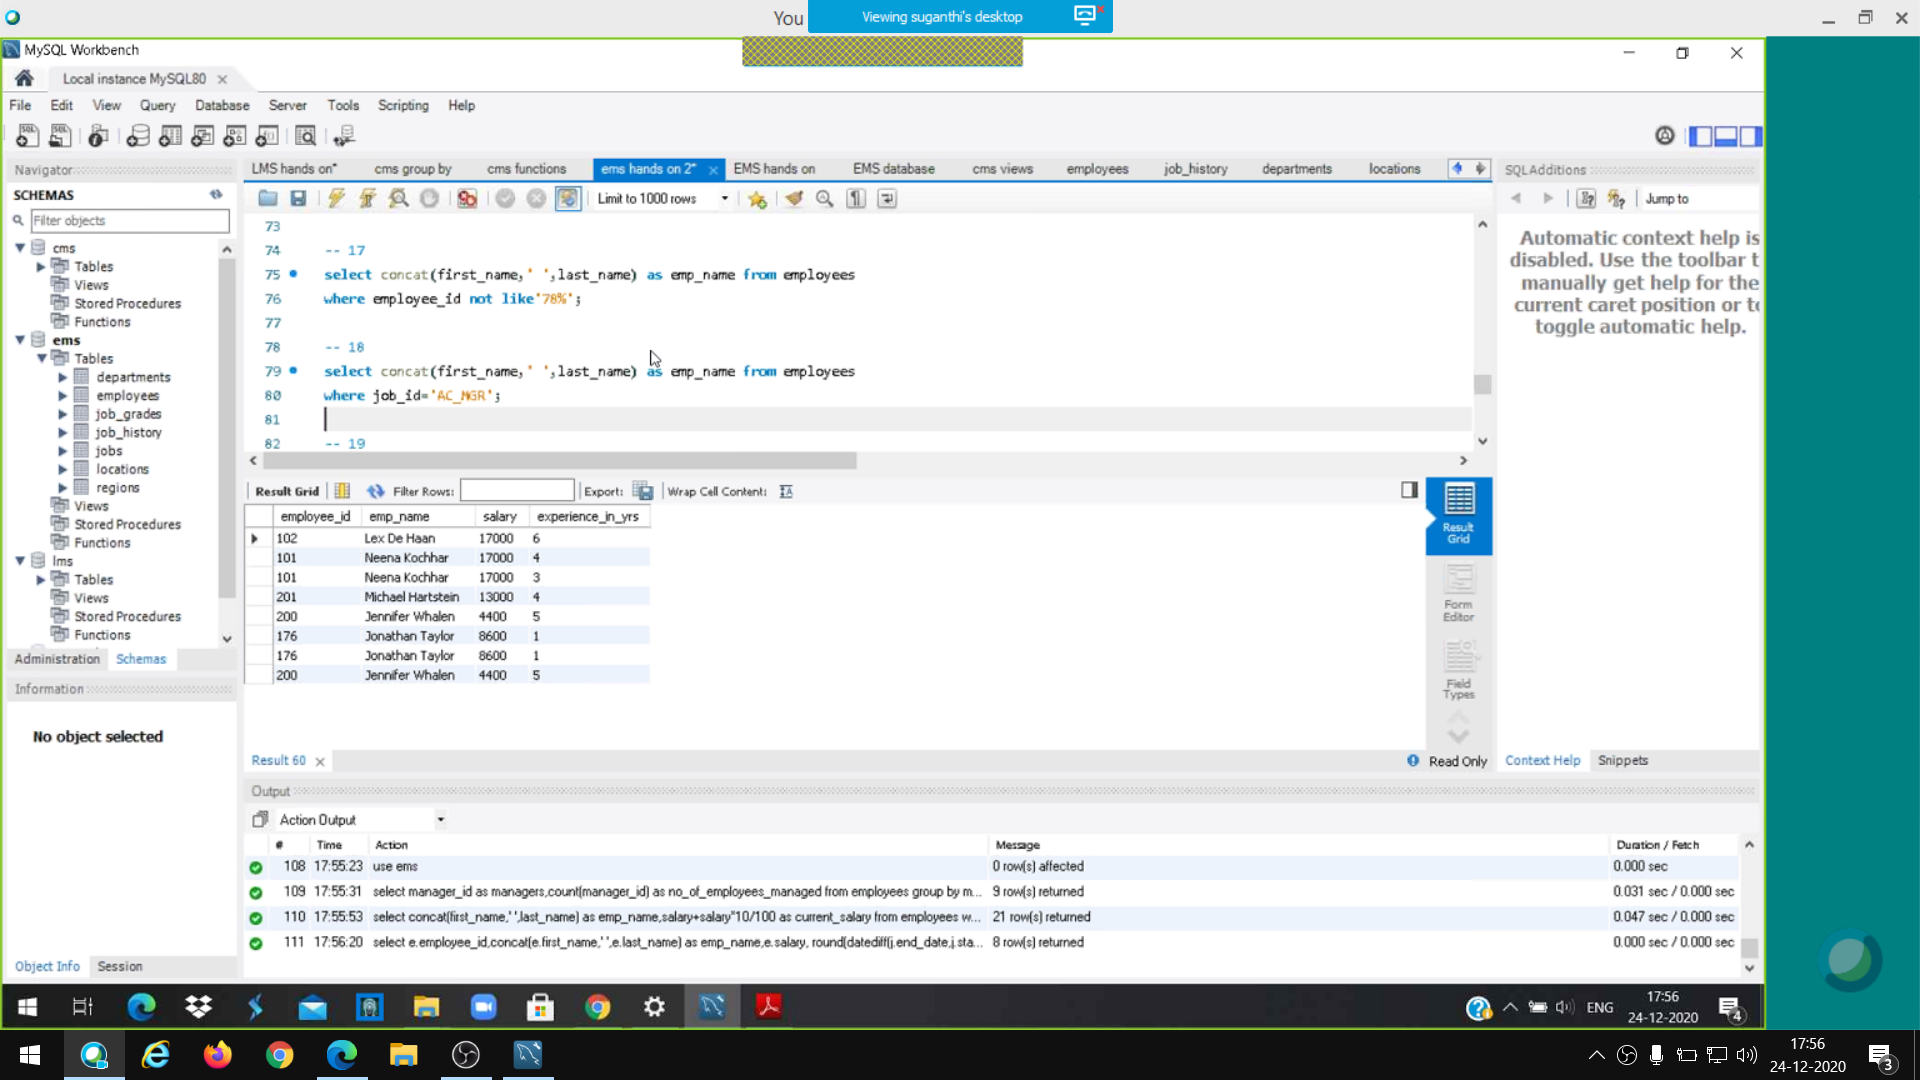 You
Viewing suganthi's desktop
MySQL Workbench
Local instance MySQL80
File Edit View Query Database Server Tools Scripting Help
Navigator
SCHEMAS
Filter objects
cms
Tables
Views
Stored Procedures
Functions
ems
Tables
departments
employees
job_grades
job_history
jobs
locations
regions
Views
Stored Procedures
Functions
lms
Tables
Views
Stored Procedures
Functions
Administration Schemas
Information
No object selected
Object Info Session
LMS hands on* cms group by cms functions ems hands on 2* EMS hands on EMS database cms views employees job_history departments locations
Limit to 1000 rows
73
74 -- 17
75 select concat(first_name,' ',last_name) as emp_name from employees
76 where employee_id not like'78%';
77
78 -- 18
79 select concat(first_name,' ',last_name) as emp_name from employees
80 where job_id='AC_MGR';
81
82 -- 19
Result Grid Filter Rows: Export: Wrap Cell Content:
employee_id emp_name salary experience_in_yrs
102 Lex De Haan 17000 6
101 Neena Kochhar 17000 4
101 Neena Kochhar 17000 3
201 Michael Hartstein 13000 4
200 Jennifer Whalen 4400 5
176 Jonathan Taylor 8600 1
176 Jonathan Taylor 8600 1
200 Jennifer Whalen 4400 5
Result Grid
Form Editor
Field Types
Result 60
Read Only
SQLAdditions
Jump to
Automatic context help is
disabled. Use the toolbar t
manually get help for the
current caret position or to
toggle automatic help.
Context Help Snippets
Output
Action Output
# Time Action Message Duration / Fetch
108 17:55:23 use ems 0 row(s) affected 0.000 sec
109 17:55:31 select manager_id as managers,count(manager_id) as no_of_employees_managed from employees group by m... 9 row(s) returned 0.031 sec / 0.000 sec
110 17:55:53 select concat(first_name,' ',last_name) as emp_name,salary+salary*10/100 as current_salary from employees w... 21 row(s) returned 0.047 sec / 0.000 sec
111 17:56:20 select e.employee_id,concat(e.first_name,' ',e.last_name) as emp_name,e.salary, round(datediff(j.end_date,j.sta... 8 row(s) returned 0.000 sec / 0.000 sec
ENG
17:56
24-12-2020
4
17:56
24-12-2020
3